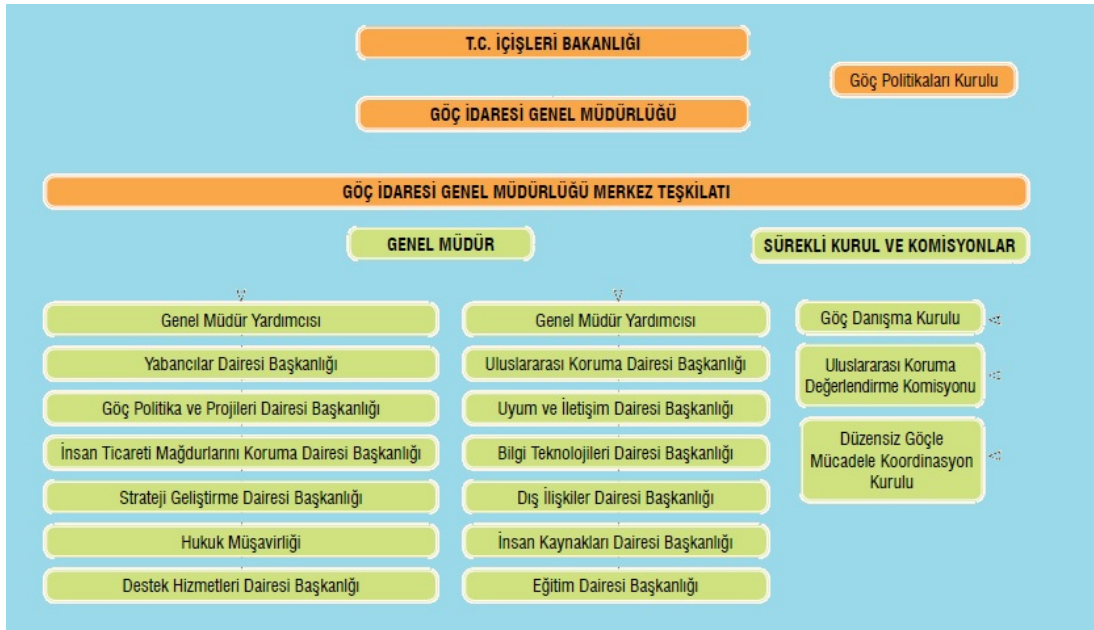 T.C. İÇİŞLERİ BAKANLIĞI
Göç Politikaları Kurulu
GÖÇ İDARESİ GENEL MÜDÜRLÜĞÜ
GÖÇ İDARESİ GENEL MÜDÜRLÜĞÜ MERKEZ TEŞKİLATI
GENEL MÜDÜR
SÜREKLİ KURUL VE KOMİSYONLAR
Genel Müdür Yardımcısı
Yabancılar Dairesi Başkanlığı
Göç Politika ve Projileri Dairesi Başkanlığı
İnsan Ticareti Mağdurlarını Koruma Dairesi Başkanlığı
Strateji Geliştirme Dairesi Başkanlığı
Hukuk Müşavirliği
Destek Hizmetleri Dairesi Başkanlığı
Genel Müdür Yardımcısı
Uluslararası Koruma Dairesi Başkanlığı
Uyum ve İletişim Dairesi Başkanlığı
Bilgi Teknolojileri Dairesi Başkanlığı
Dış İlişkiler Dairesi Başkanlığı
İnsan Kaynakları Dairesi Başkanlığı
Eğitim Dairesi Başkanlığı
Göç Danışma Kurulu
Uluslararası Koruma
Değerlendirme Komisyonu
Düzensiz Göçle
Mücadele Koordinasyon
Kurulu